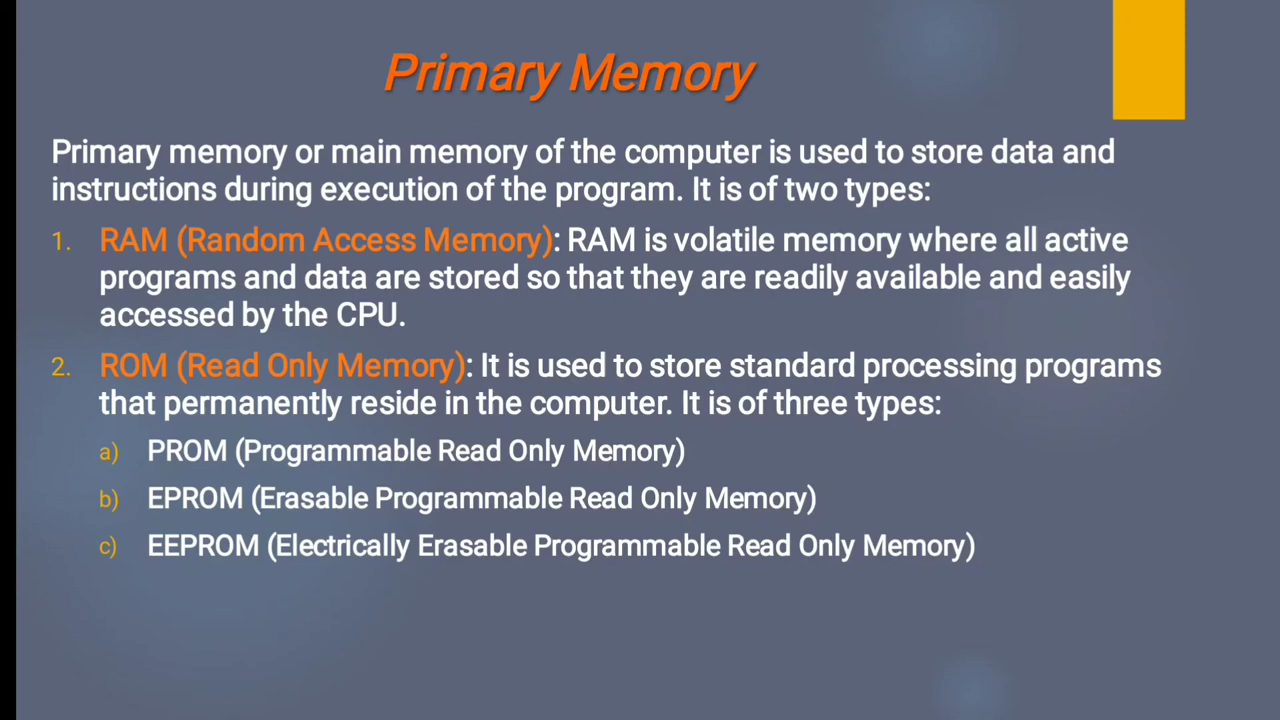 Primary Memory
Primary memory or main memory of the computer is used to store data and
instructions during execution of the program. It is of two types:
1. RAM (Random Access Memory): RAM is volatile memory where all active
programs and data are stored so that they are readily available and easily
accessed by the CPU.
2. ROM (Read Only Memory): It is used to store standard processing programs
that permanently reside in the computer. It is of three types:
a) PROM (Programmable Read Only Memory)
b) EPROM (Erasable Programmable Read Only Memory)
c) EEPROM (Electrically Erasable Programmable Read Only Memory)